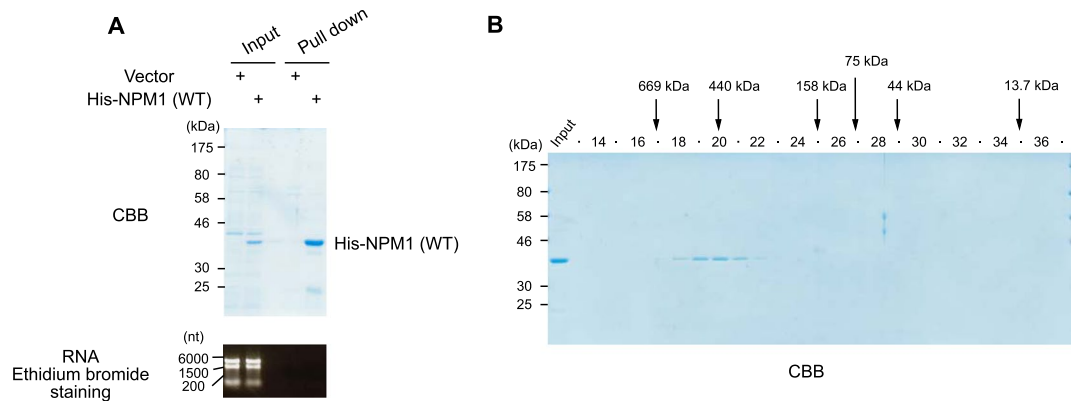 A
Input
Pull down
Vector
+
+
His-NPM1 (WT)
+
+
(kDa)
175
80
58
46
30
25
CBB
His-NPM1 (WT)
(nt)
6000
1500
200
RNA
Ethidium bromide
staining
B
75 kDa
669 kDa
440 kDa
158 kDa
44 kDa
13.7 kDa
(kDa)
Input
· 14 · 16 · 18 · 20 · 22 · 24 · 26 · 28 · 30 · 32 · 34 · 36 ·
175
80
58
46
30
25
CBB